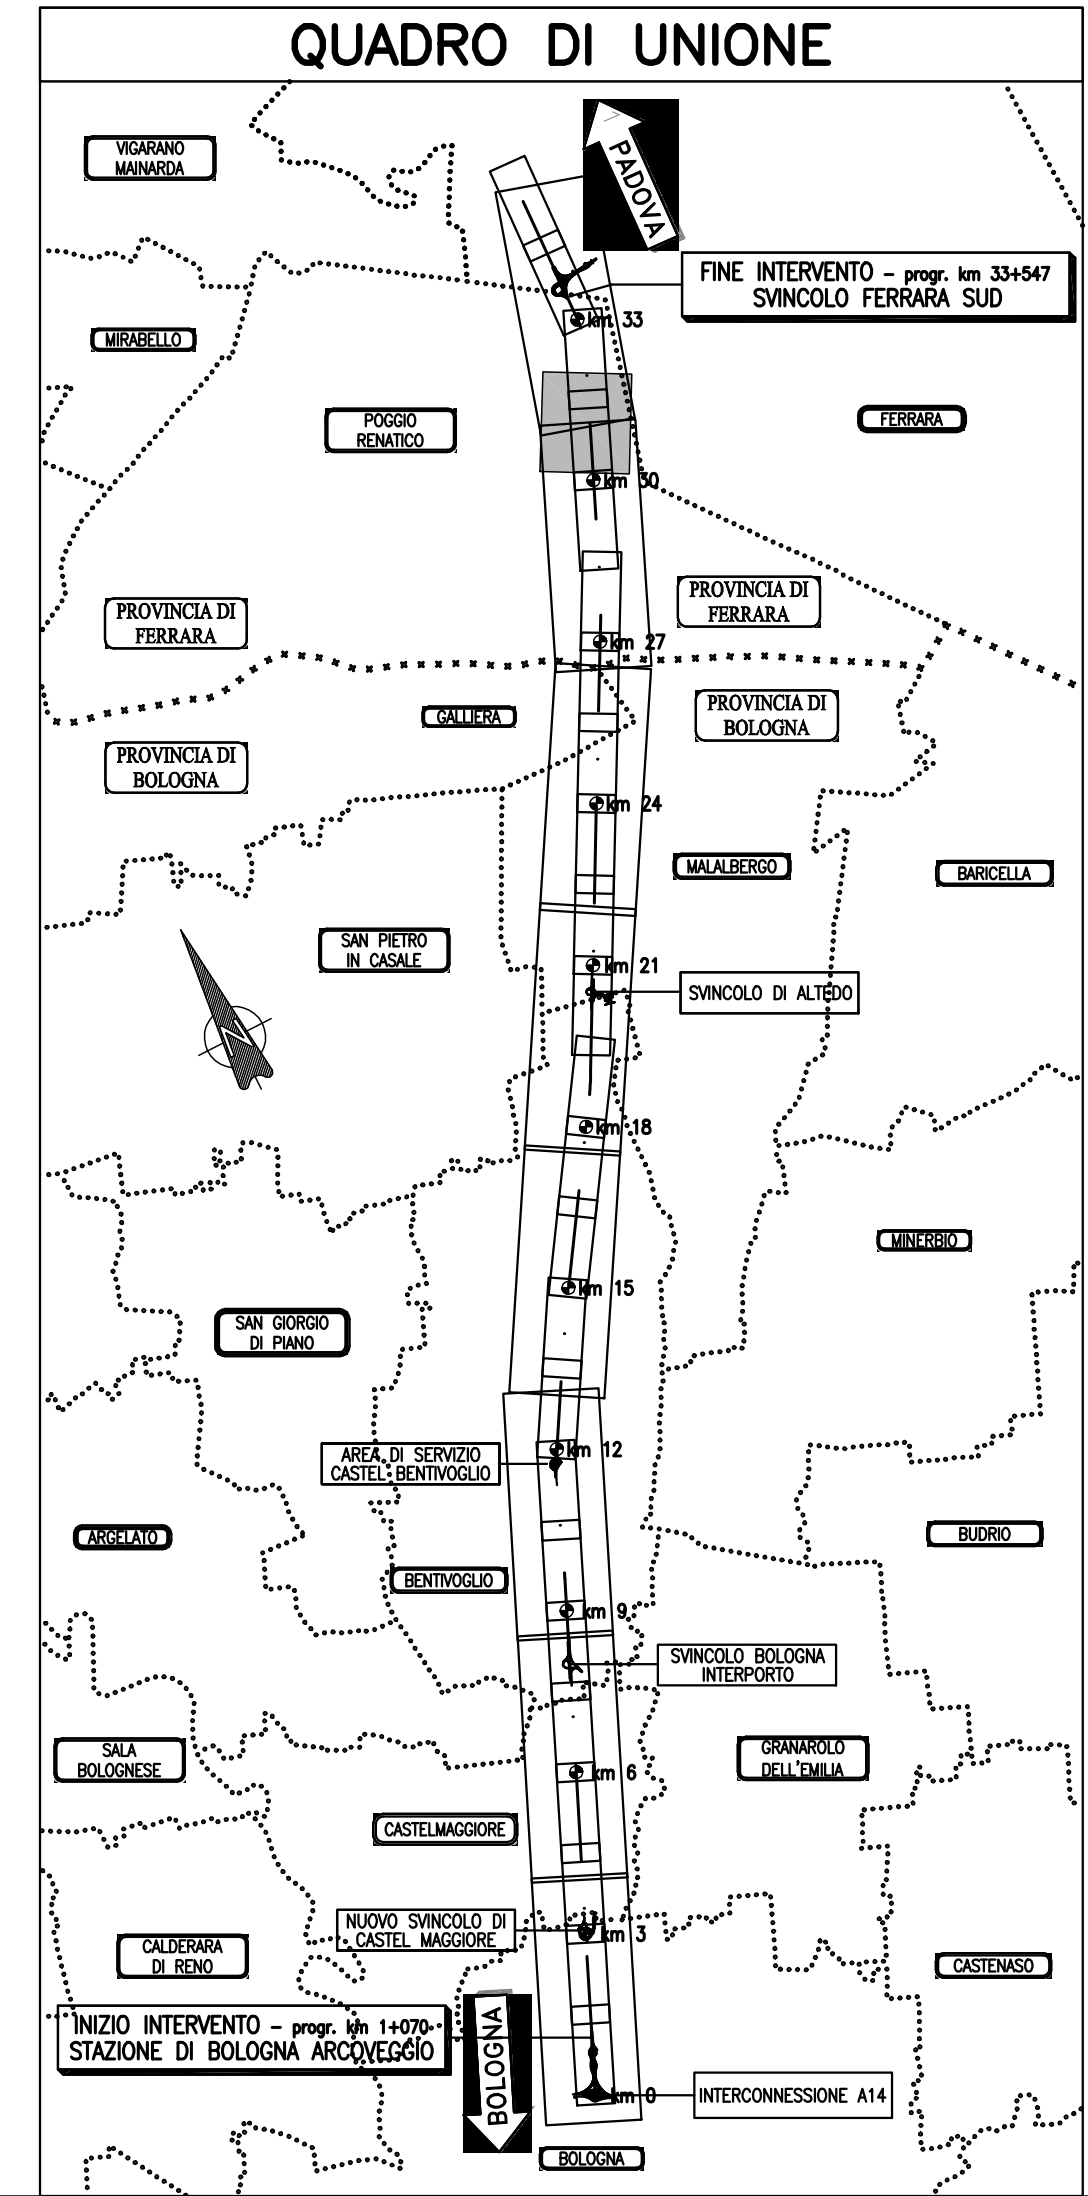 QUADRO DI UNIONE
VIGARANO
MAINARDA
PADOVA
FINE INTERVENTO – progr. km 33+547
SVINCOLO FERRARA SUD
km 33
MIRABELLO
POGGIO
RENATICO
FERRARA
km 30
PROVINCIA DI
FERRARA
PROVINCIA DI
FERRARA
km 27
GALLIERA
PROVINCIA DI
BOLOGNA
PROVINCIA DI
BOLOGNA
km 24
MALALBERGO
BARICELLA
SAN PIETRO
IN CASALE
km 21
SVINCOLO DI ALTEDO
N
km 18
MINERBIO
km 15
SAN GIORGIO
DI PIANO
km 12
AREA DI SERVIZIO
CASTEL BENTIVOGLIO
ARGELATO
BUDRIO
BENTIVOGLIO
km 9
SVINCOLO BOLOGNA
INTERPORTO
SALA
BOLOGNESE
GRANAROLO
DELL'EMILIA
km 6
CASTELMAGGIORE
NUOVO SVINCOLO DI
CASTEL MAGGIORE
km 3
CALDERARA
DI RENO
CASTENASO
INIZIO INTERVENTO – progr. km 1+070
STAZIONE DI BOLOGNA ARCOVEGGIO
BOLOGNA
km 0
INTERCONNESSIONE A14
BOLOGNA